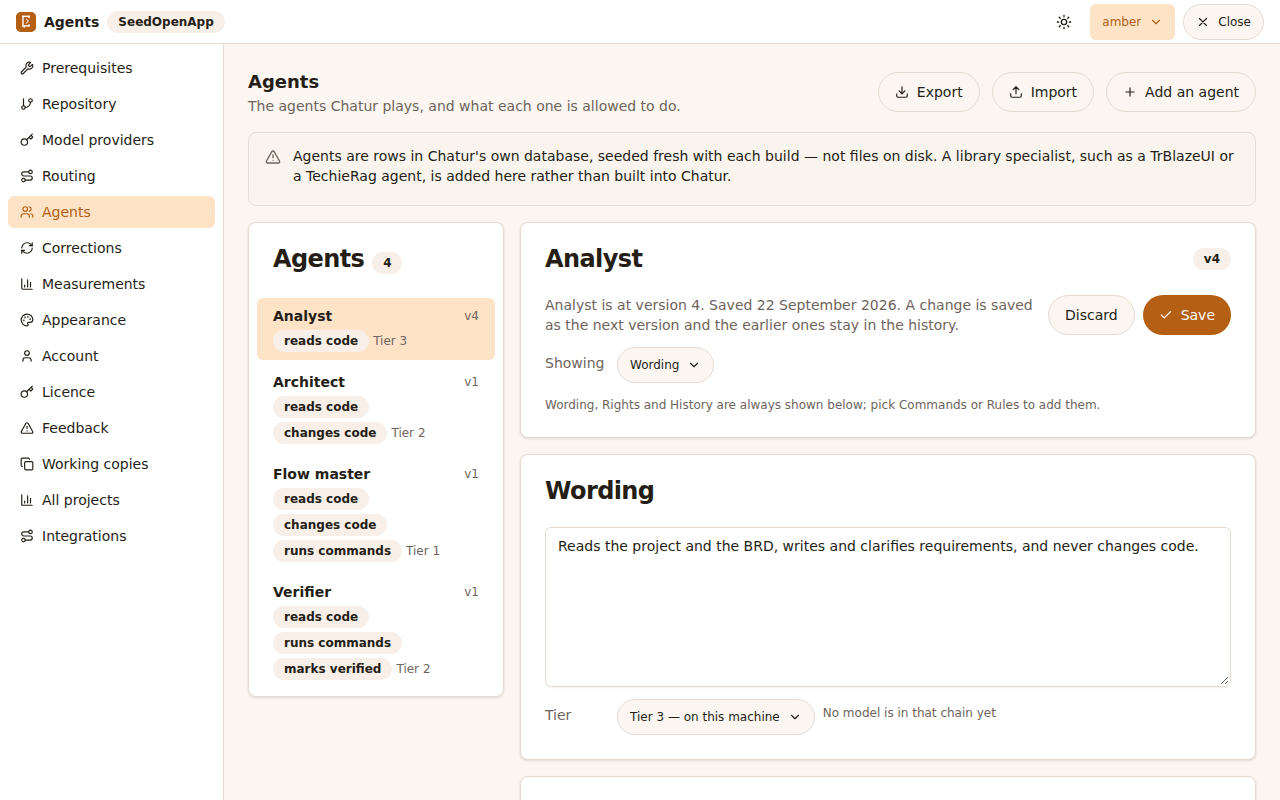 Agents SeedOpenApp
amber
Close
Prerequisites
Repository
Model providers
Routing
Agents
Corrections
Measurements
Appearance
Account
Licence
Feedback
Working copies
All projects
Integrations
Agents
The agents Chatur plays, and what each one is allowed to do.
Export
Import
Add an agent
Agents are rows in Chatur's own database, seeded fresh with each build — not files on disk. A library specialist, such as a TrBlazeUI or
a TechieRag agent, is added here rather than built into Chatur.
Agents 4
Analyst v4
reads code Tier 3
Architect v1
reads code
changes code Tier 2
Flow master v1
reads code
changes code
runs commands Tier 1
Verifier v1
reads code
runs commands
marks verified Tier 2
Analyst v4
Analyst is at version 4. Saved 22 September 2026. A change is saved
as the next version and the earlier ones stay in the history.
Discard
Save
Showing Wording
Wording, Rights and History are always shown below; pick Commands or Rules to add them.
Wording
Reads the project and the BRD, writes and clarifies requirements, and never changes code.
Tier Tier 3 — on this machine No model is in that chain yet